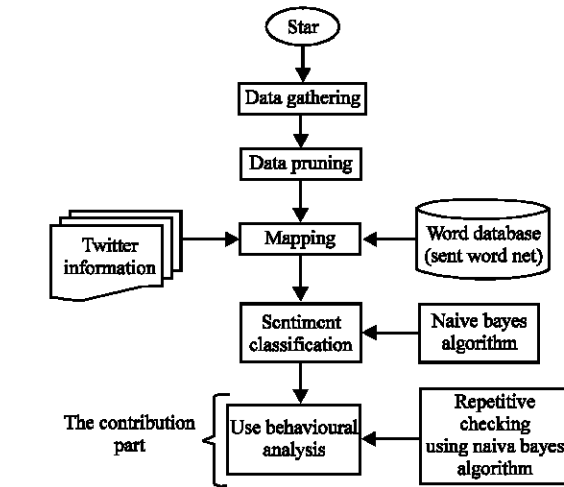 Star
Data gathering
Data pruning
Twitter
information
Mapping
Word database
(sent word net)
Sentiment
classification
Naive bayes
algorithm
The contribution
part
Use behavioural
analysis
Repetitive
checking
using naiva bayes
algorithm